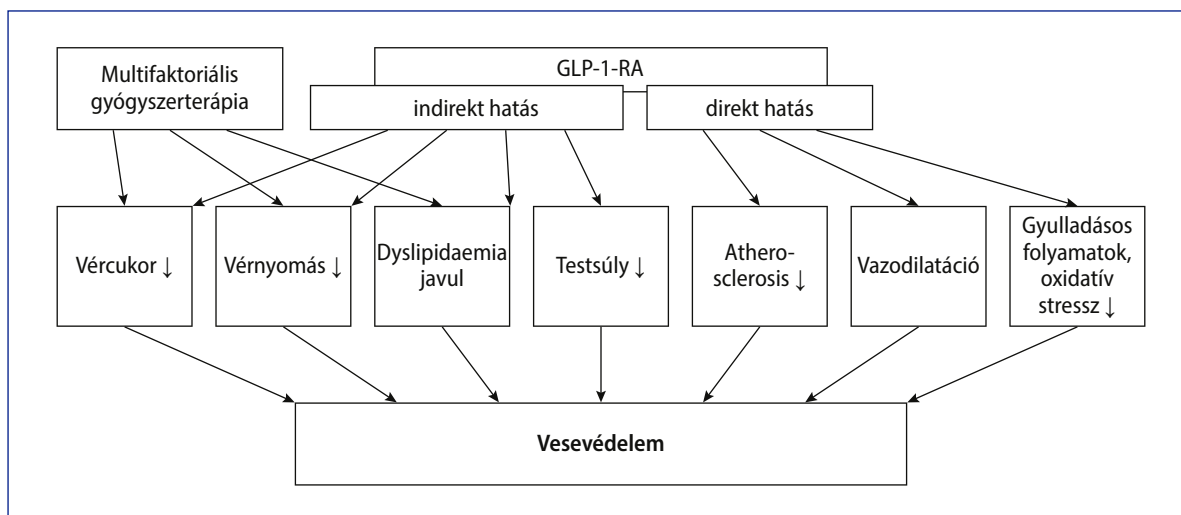 Multifaktoriális
gyógyszerterápia
GLP-1-RA
indirekt hatás
direkt hatás
Vércukor ↓
Vérnyomás ↓
Dyslipidaemia
javul
Testsúly ↓
Athero-
sclerosis ↓
Vazodilatáció
Gyulladásos
folyamatok,
oxidatív
stressz ↓
Vesevédelem